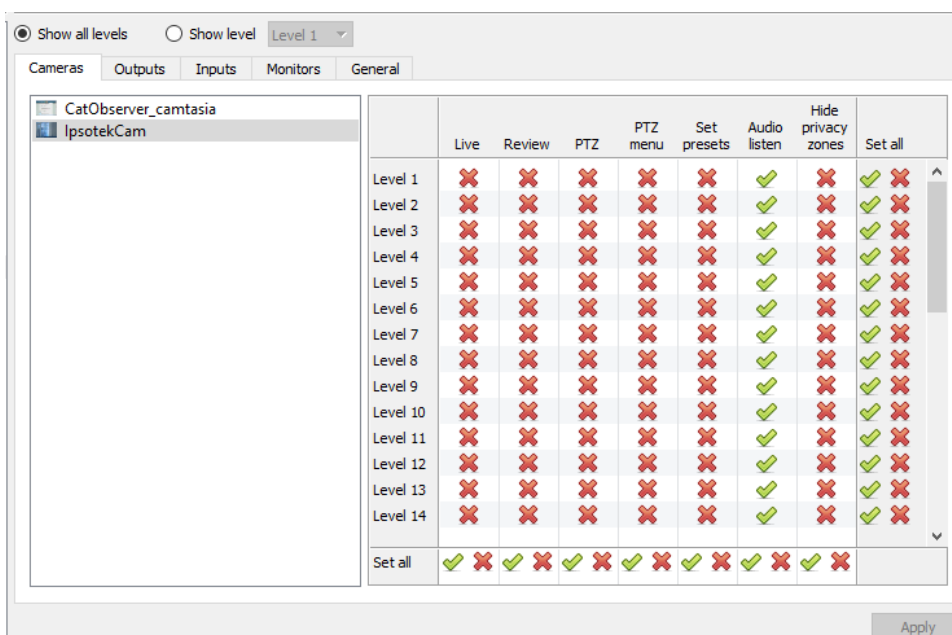 Show all levels Show level Level 1
Cameras Outputs Inputs Monitors General
CatObserver_camtasia
IpsotekCam
Live Review PTZ PTZ menu Set presets Audio listen Hide privacy zones Set all
Level 1
Level 2
Level 3
Level 4
Level 5
Level 6
Level 7
Level 8
Level 9
Level 10
Level 11
Level 12
Level 13
Level 14
Set all
Apply